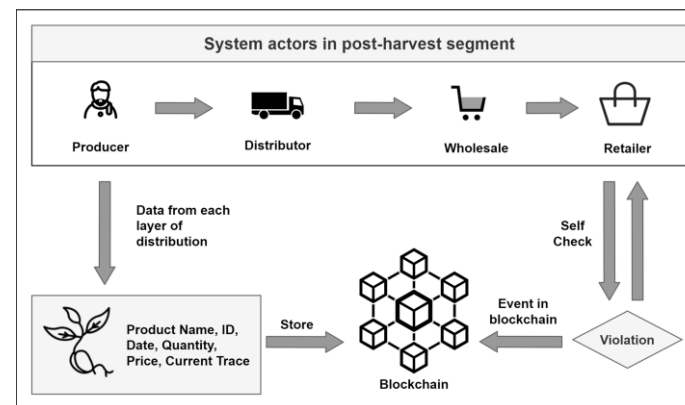 System actors in post-harvest segment
Producer
Distributor
Wholesale
Retailer
Data from each
layer of
distribution
Self
Check
Product Name, ID,
Date, Quantity,
Price, Current Trace
Store
Blockchain
Event in
blockchain
Violation